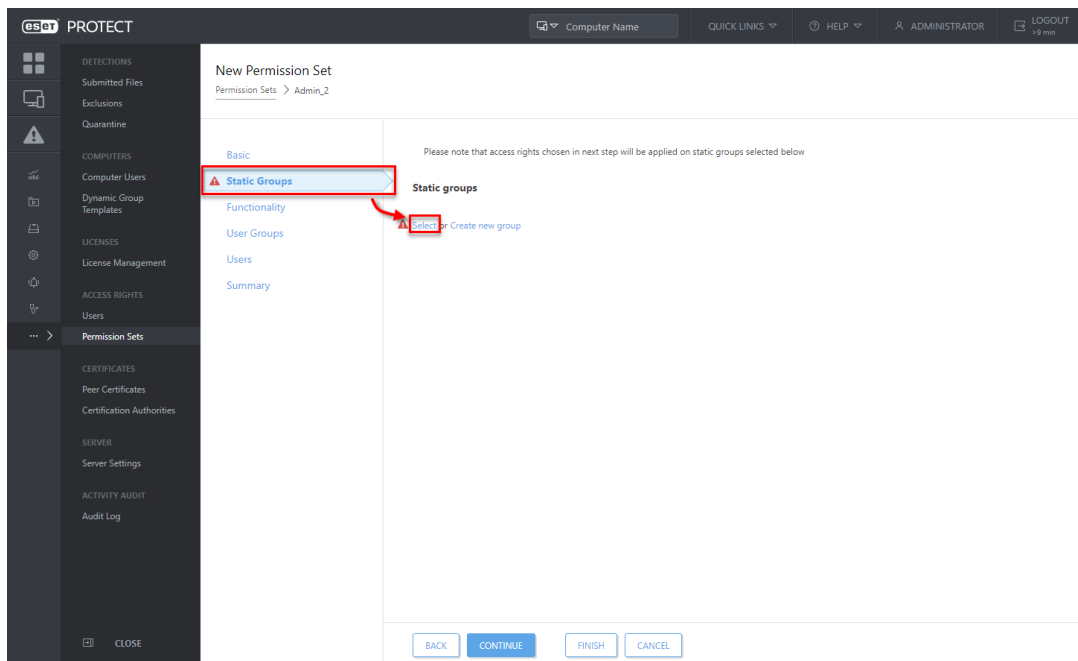 eset PROTECT
Computer Name
QUICK LINKS
HELP
ADMINISTRATOR
LOGOUT
>9 min
DETECTIONS
Submitted Files
Exclusions
Quarantine
COMPUTERS
Computer Users
Dynamic Group
Templates
LICENSES
License Management
ACCESS RIGHTS
Users
Permission Sets
CERTIFICATES
Peer Certificates
Certification Authorities
SERVER
Server Settings
ACTIVITY AUDIT
Audit Log
CLOSE
New Permission Set
Permission Sets > Admin_2
Basic
Static Groups
Functionality
User Groups
Users
Summary
Please note that access rights chosen in next step will be applied on static groups selected below
Static groups
Select or Create new group
BACK
CONTINUE
FINISH
CANCEL